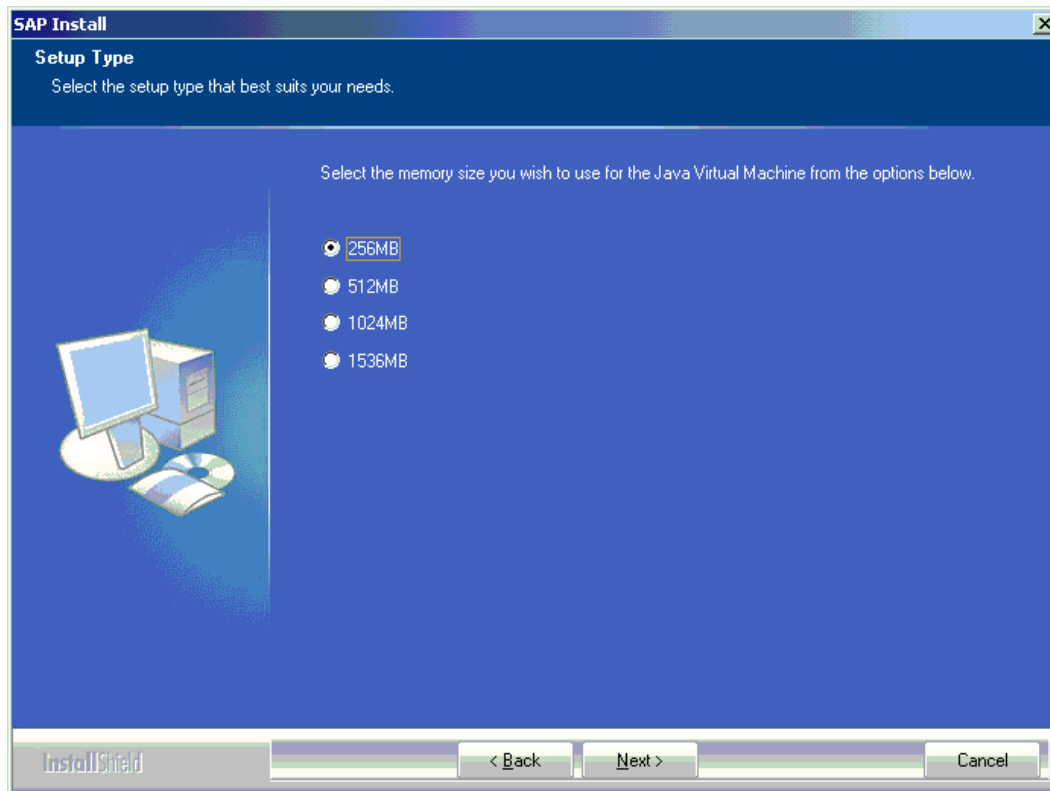 SAP Install
Setup Type
Select the setup type that best suits your needs.
Select the memory size you wish to use for the Java Virtual Machine from the options below.
256MB
512MB
1024MB
1536MB
InstallShield
< Back
Next >
Cancel